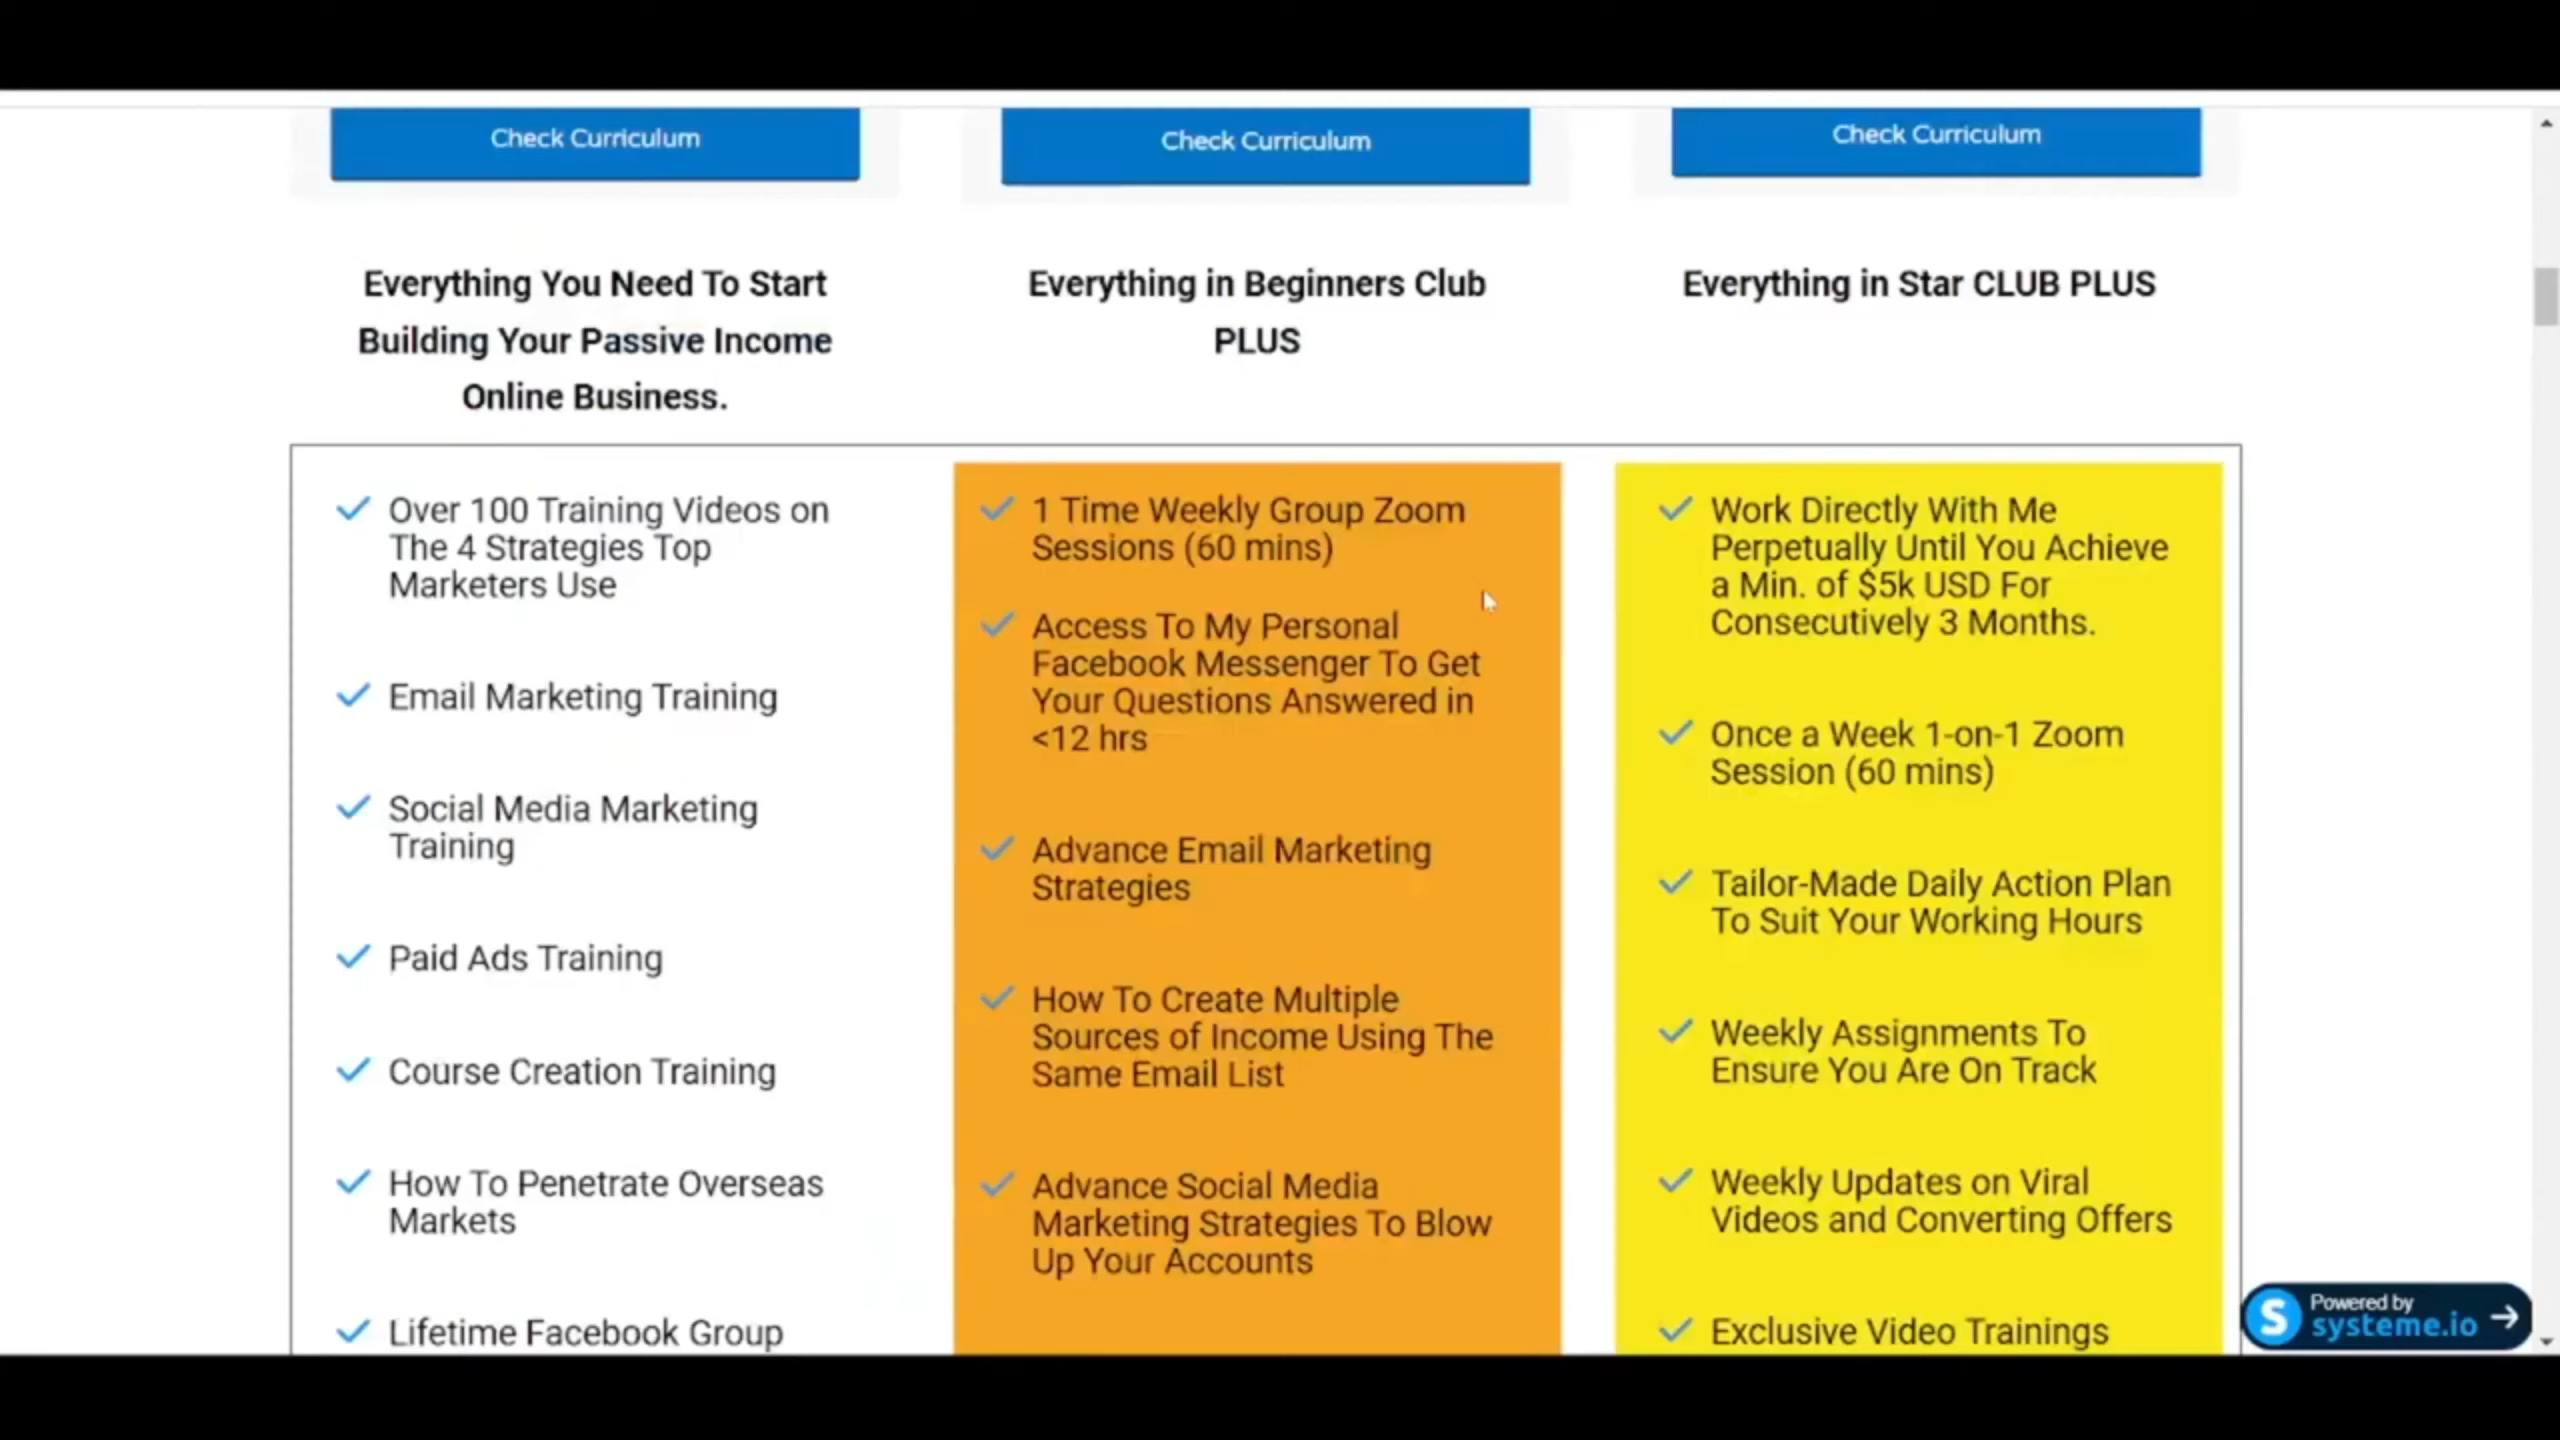 Check Curriculum
Check Curriculum
Check Curriculum
Everything You Need To Start
Building Your Passive Income
Online Business.
Everything in Beginners Club
PLUS
Everything in Star CLUB PLUS
Over 100 Training Videos on
The 4 Strategies Top
Marketers Use
Email Marketing Training
Social Media Marketing
Training
Paid Ads Training
Course Creation Training
How To Penetrate Overseas
Markets
Lifetime Facebook Group
1 Time Weekly Group Zoom
Sessions (60 mins)
Access To My Personal
Facebook Messenger To Get
Your Questions Answered in
<12 hrs
Advance Email Marketing
Strategies
How To Create Multiple
Sources of Income Using The
Same Email List
Advance Social Media
Marketing Strategies To Blow
Up Your Accounts
Work Directly With Me
Perpetually Until You Achieve
a Min. of $5k USD For
Consecutively 3 Months.
Once a Week 1-on-1 Zoom
Session (60 mins)
Tailor-Made Daily Action Plan
To Suit Your Working Hours
Weekly Assignments To
Ensure You Are On Track
Weekly Updates on Viral
Videos and Converting Offers
Exclusive Video Trainings
Powered by
systeme.io